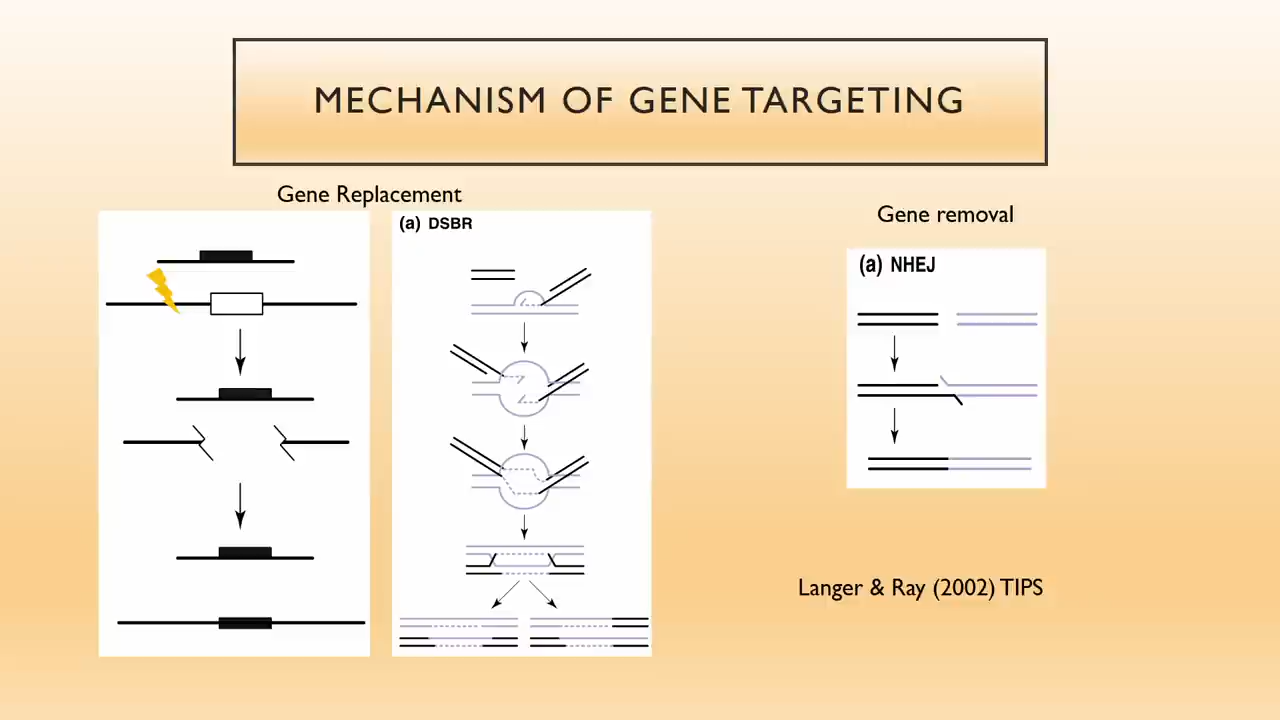 MECHANISM OF GENE TARGETING
Gene Replacement
(a) DSBR
Gene removal
(a) NHEJ
Langer & Ray (2002) TIPS